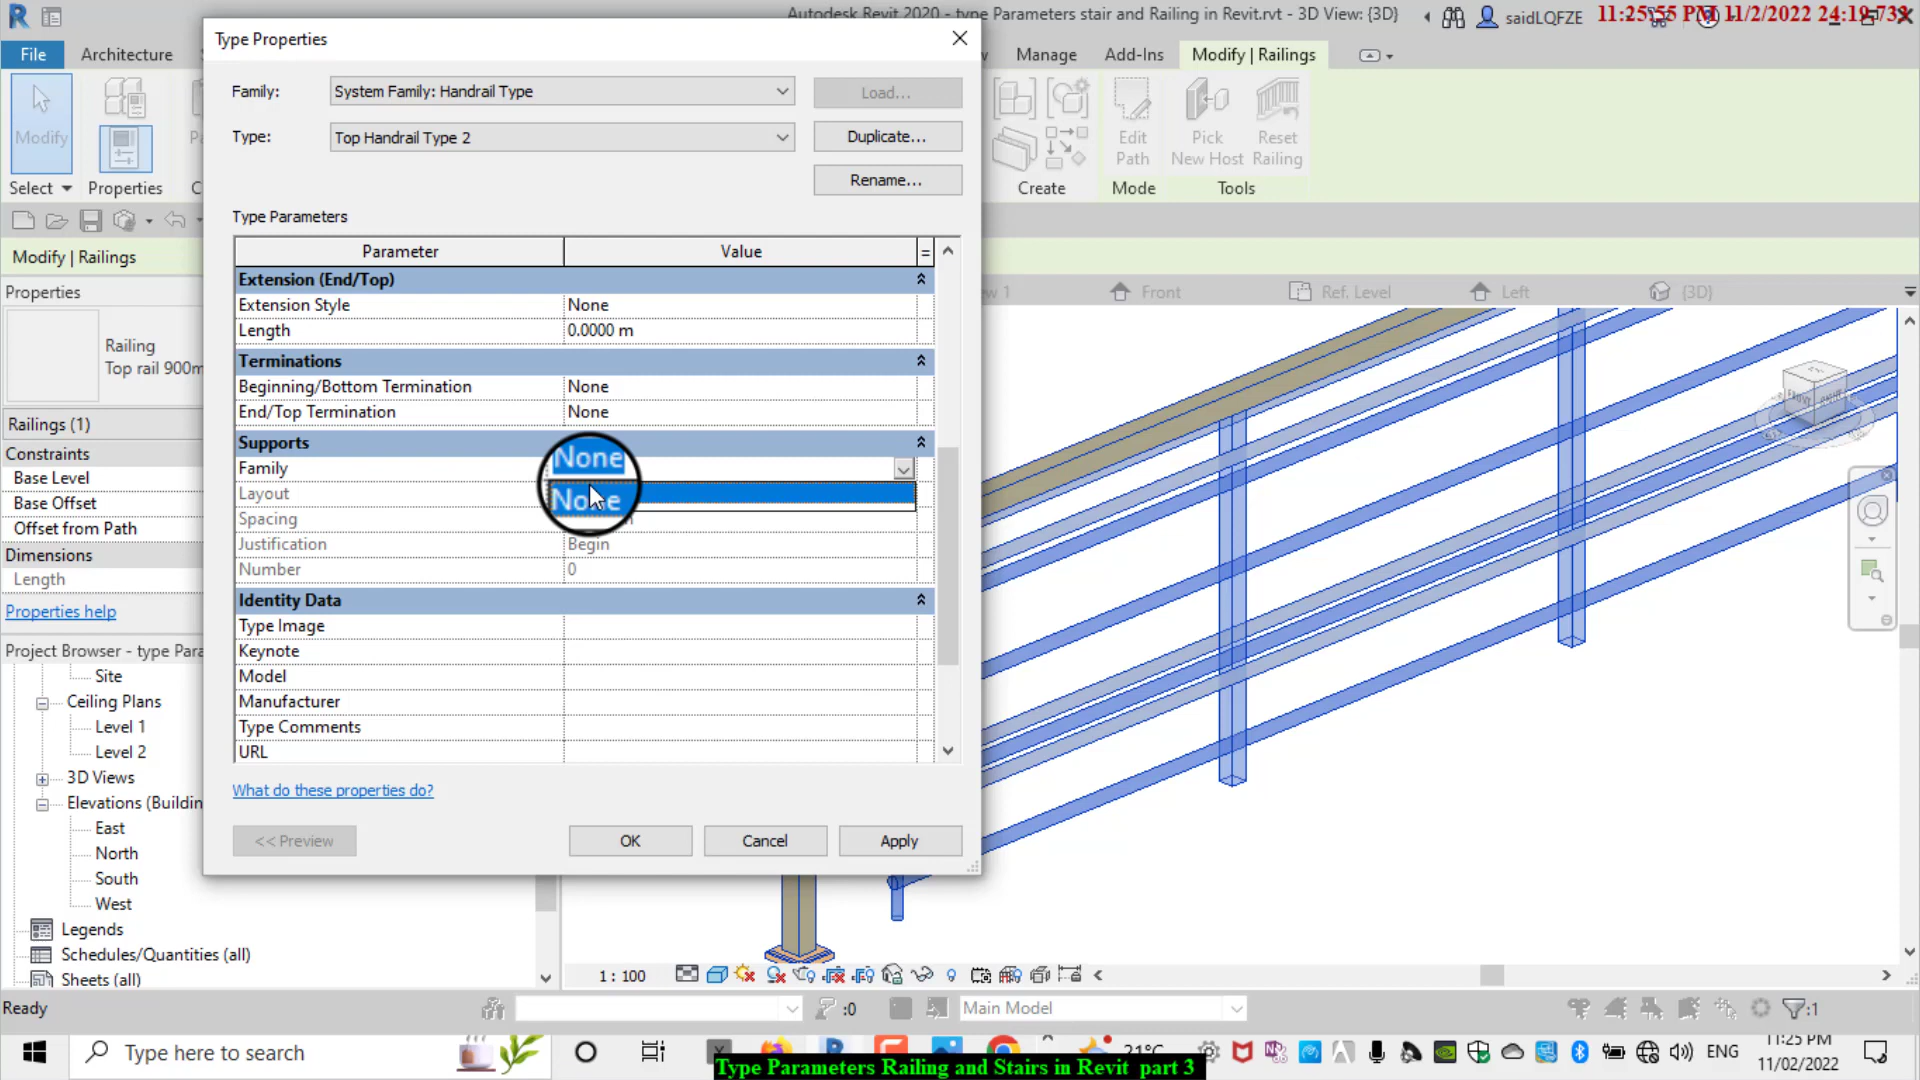 Autodesk Revit 2020 - type Parameters stair and Railing in Revit.rvt - 3D View: {3D}
saidLQFZE
11:25:55 PM 11/2/2022
Type Properties
File
Architecture
Manage
Add-Ins
Modify | Railings
Family:
System Family: Handrail Type
Load...
Type:
Top Handrail Type 2
Duplicate...
Rename...
Modify
Edit Path
Pick New Host
Reset Railing
Select
Properties
Create
Mode
Tools
Type Parameters
Modify | Railings
Parameter
Value
=
Properties
Front
Ref. Level
Left
{3D}
Railing
Top rail 900m
Railings (1)
Constraints
Base Level
Base Offset
Offset from Path
Dimensions
Length
Properties help
Extension (End/Top)
Extension Style
None
Length
0.0000 m
Terminations
Beginning/Bottom Termination
None
End/Top Termination
None
Supports
Family
None
None
Layout
Spacing
Justification
Begin
Number
0
Identity Data
Type Image
Keynote
Model
Manufacturer
Type Comments
URL
What do these properties do?
<< Preview
OK
Cancel
Apply
Project Browser - type Para
Site
Ceiling Plans
Level 1
Level 2
3D Views
Elevations (Buildin
East
North
South
West
Legends
Schedules/Quantities (all)
Sheets (all)
1 : 100
Ready
:0
Main Model
:1
Type here to search
21°C
ENG
11:25 PM
11/02/2022
Type Parameters Railing and Stairs in Revit part 3